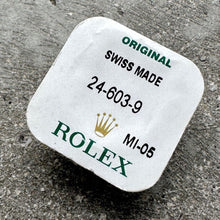 ORIGINAL
SWISS MADE
24-603-9
MI-05
ROLEX